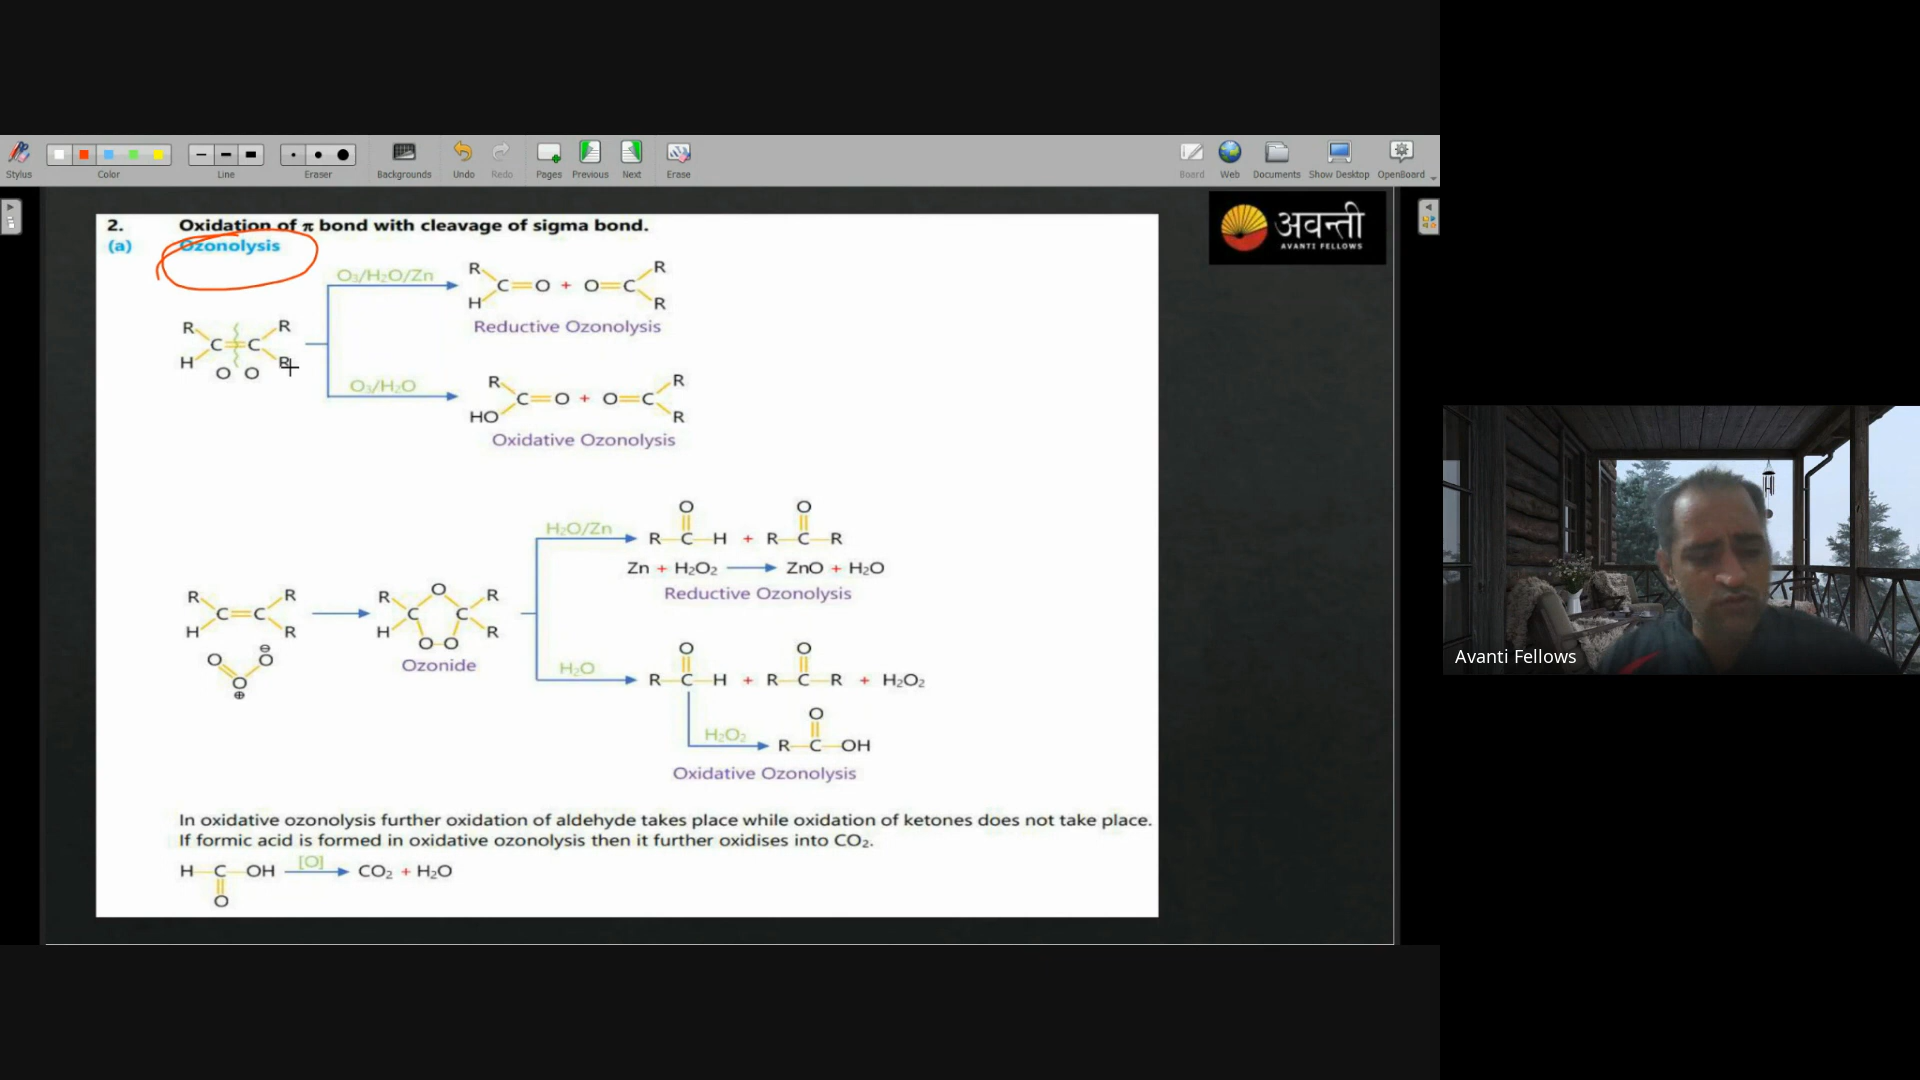 Stylus Color Line Eraser Backgrounds Undo Redo Pages Previous Next Erase Board Web Documents Show Desktop OpenBoard
अवन्ती
AVANTI FELLOWS
2. Oxidation of π bond with cleavage of sigma bond.
(a) Ozonolysis
O₃/H₂O/Zn
R H C=O + O=C R R
Reductive Ozonolysis
R H C=C R R
O O
O₃/H₂O
R HO C=O + O=C R R
Oxidative Ozonolysis
H₂O/Zn
O O
R C H + R C R
Zn + H₂O₂ → ZnO + H₂O
Reductive Ozonolysis
R H C=C R R
O O⊖ O⊕
R H C O C R R O O
Ozonide
H₂O
O O
R C H + R C R + H₂O₂
H₂O₂
O
R C OH
Oxidative Ozonolysis
In oxidative ozonolysis further oxidation of aldehyde takes place while oxidation of ketones does not take place.
If formic acid is formed in oxidative ozonolysis then it further oxidises into CO₂.
H C OH [O] → CO₂ + H₂O
O
Avanti Fellows